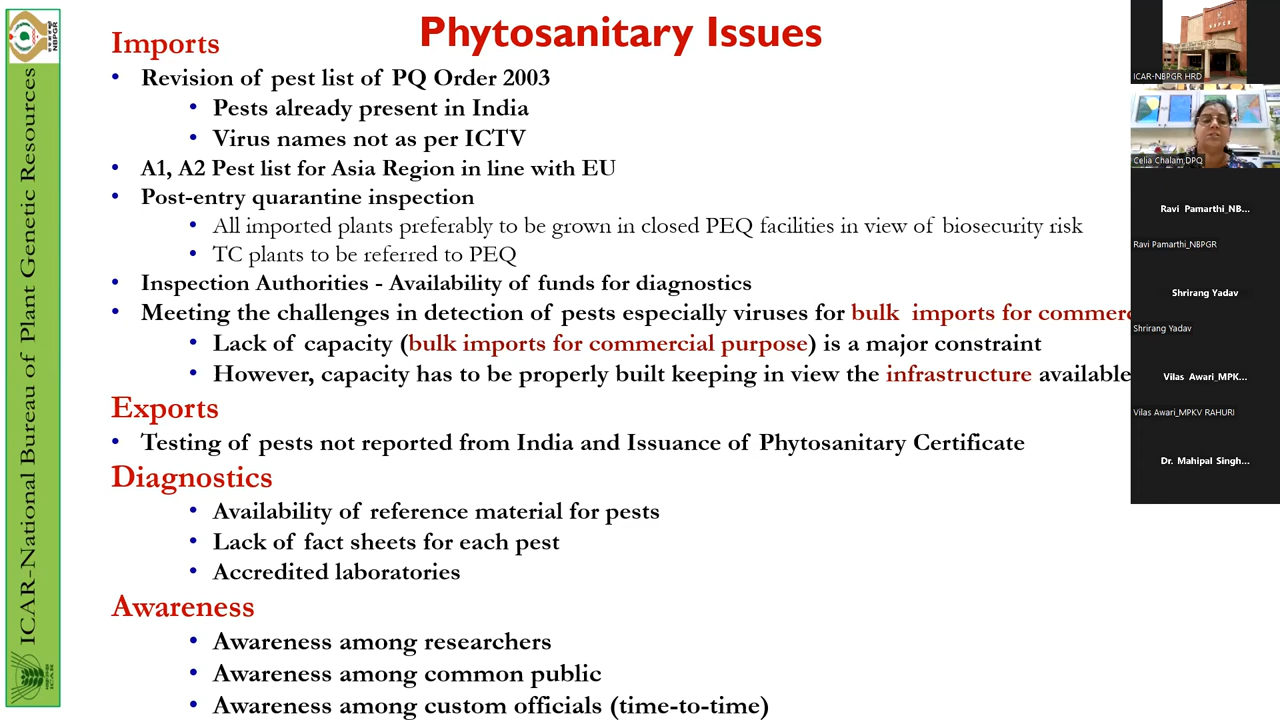 Phytosanitary Issues
Imports
• Revision of pest list of PQ Order 2003
• Pests already present in India
• Virus names not as per ICTV
• A1, A2 Pest list for Asia Region in line with EU
• Post-entry quarantine inspection
• All imported plants preferably to be grown in closed PEQ facilities in view of biosecurity risk
• TC plants to be referred to PEQ
• Inspection Authorities - Availability of funds for diagnostics
• Meeting the challenges in detection of pests especially viruses for bulk imports for commerc
• Lack of capacity (bulk imports for commercial purpose) is a major constraint
• However, capacity has to be properly built keeping in view the infrastructure available
Exports
• Testing of pests not reported from India and Issuance of Phytosanitary Certificate
Diagnostics
• Availability of reference material for pests
• Lack of fact sheets for each pest
• Accredited laboratories
Awareness
• Awareness among researchers
• Awareness among common public
• Awareness among custom officials (time-to-time)
ICAR-National Bureau of Plant Genetic Resources
NBPGR
ICAR-NBPGR HRD
Celia Chalam,DPQ
Ravi Pamarthi_NB...
Ravi Pamarthi_NBPGR
Shrirang Yadav
Shrirang Yadav
Vilas Awari_MPK...
Vilas Awari_MPKV RAHURI
Dr. Mahipal Singh...